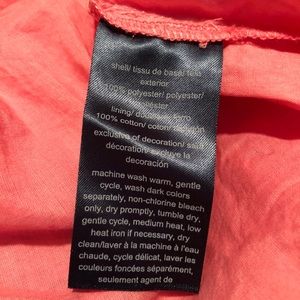 shell/ tissu de base/ tela
exterior
100% polyester/ polyester/
poliéster
lining/ doublure/ forro
100% cotton/ coton/ algodón
exclusive of decoration/ sauf
décoration/ excluye la
decoración
machine wash warm, gentle
cycle, wash dark colors
separately, non-chlorine bleach
only, dry promptly, tumble dry,
gentle cycle, medium heat, low
heat iron if necessary, dry
clean/laver à la machine à l'eau
chaude, cycle délicat, laver les
couleurs foncées séparément,
seulement agent de